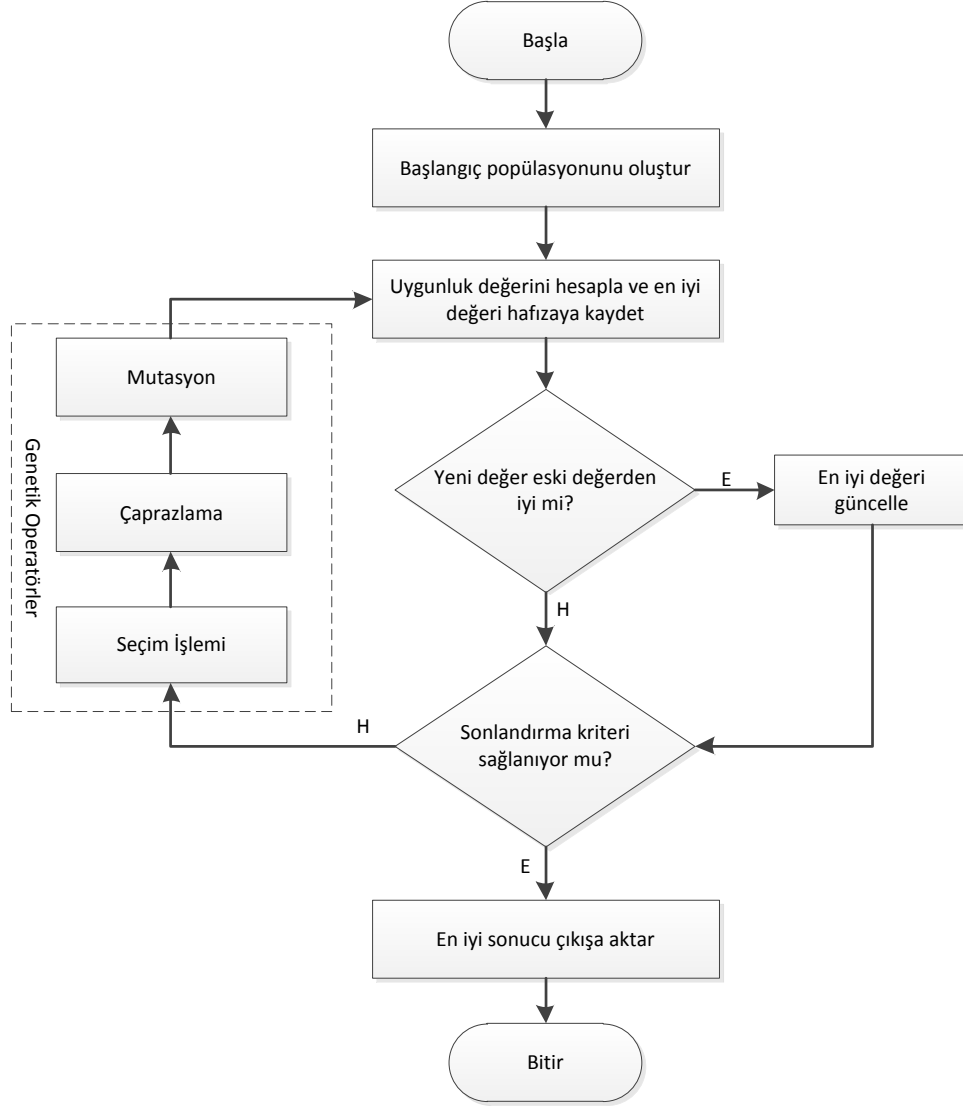 Başla
Başlangıç popülasyonunu oluştur
Uygunluk değerini hesapla ve en iyi
değeri hafızaya kaydet
Mutasyon
Genetik Operatörler
Yeni değer eski değerden
iyi mi?
E
En iyi değeri
güncelle
Çaprazlama
H
Seçim İşlemi
H
Sonlandırma kriteri
sağlanıyor mu?
E
En iyi sonucu çıkışa aktar
Bitir